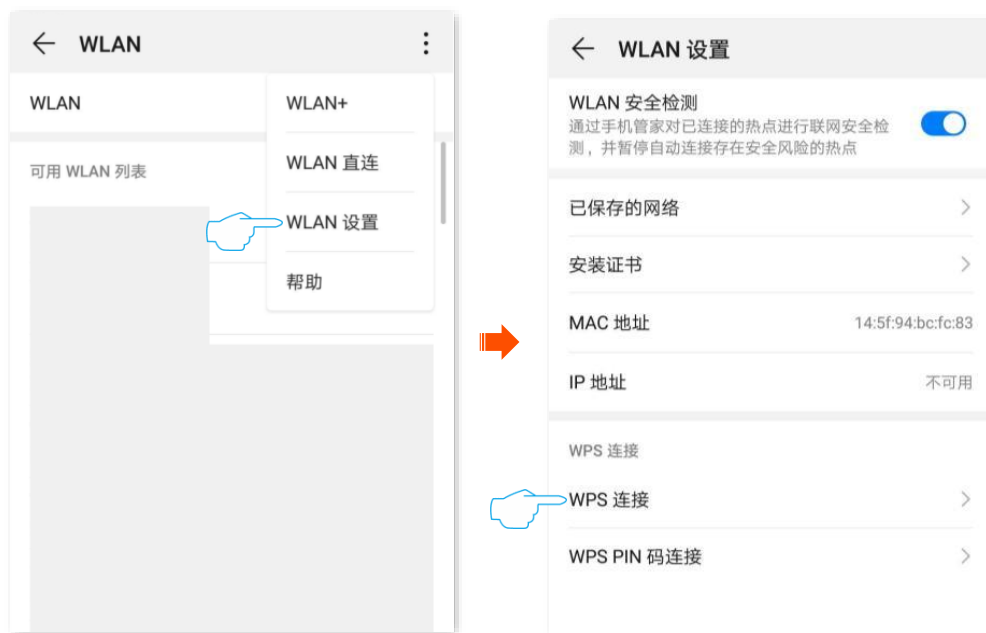 WLAN
WLAN
WLAN+
WLAN 直连
可用 WLAN 列表
WLAN 设置
帮助
WLAN 设置
WLAN 安全检测
通过手机管家对已连接的热点进行联网安全检
测，并暂停自动连接存在安全风险的热点
已保存的网络
安装证书
MAC 地址
14:5f:94:bc:fc:83
IP 地址
不可用
WPS 连接
WPS 连接
WPS PIN 码连接